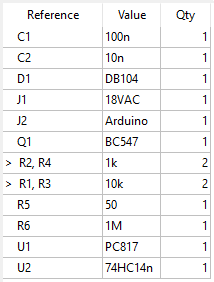 Reference Value Qty
C1 100n 1
C2 10n 1
D1 DB104 1
J1 18VAC 1
J2 Arduino 1
Q1 BC547 1
> R2, R4 1k 2
> R1, R3 10k 2
R5 50 1
R6 1M 1
U1 PC817 1
U2 74HC14n 1